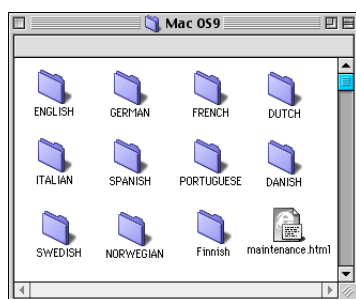 Mac OS9
ENGLISH GERMAN FRENCH DUTCH
ITALIAN SPANISH PORTUGUESE DANISH
SWEDISH NORWEGIAN Finnish maintenance.html